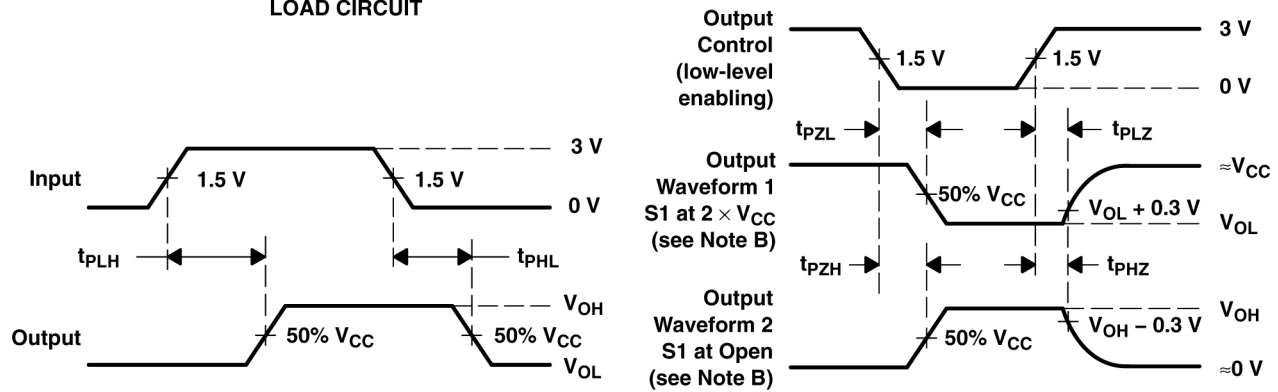 LOAD CIRCUIT
Input
1.5 V
1.5 V
3 V
0 V
tPLH
tPHL
Output
50% VCC
50% VCC
VOH
VOL
Output
Control
(low-level
enabling)
1.5 V
1.5 V
3 V
0 V
tPZL
tPLZ
Output
Waveform 1
S1 at 2 × VCC
(see Note B)
50% VCC
VOL + 0.3 V
≈VCC
VOL
tPZH
tPHZ
Output
Waveform 2
S1 at Open
(see Note B)
50% VCC
VOH − 0.3 V
VOH
≈0 V